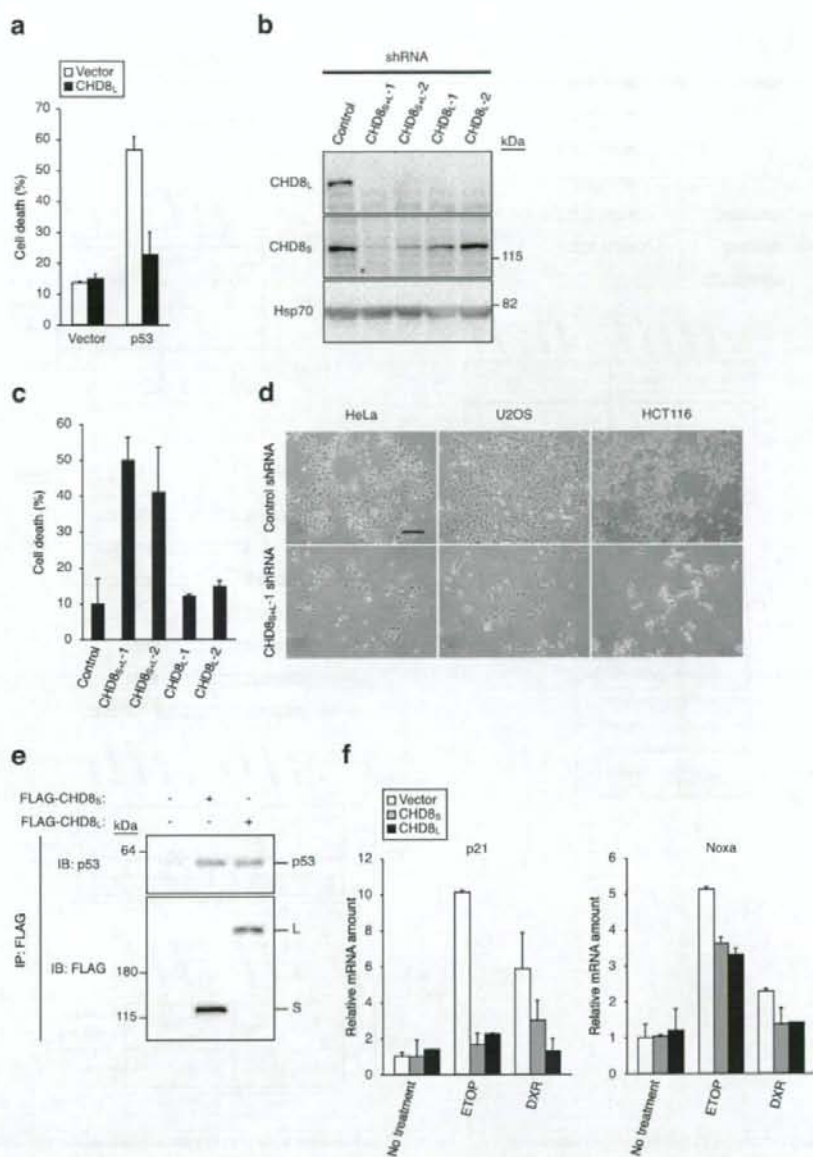 a
Vector
CHD8L
Cell death (%)
70
60
50
40
30
20
10
0
Vector
p53
b
shRNA
Control
CHD8S+L-1
CHD8S+L-2
CHD8L-1
CHD8L-2
kDa
CHD8L
CHD8S
115
Hsp70
82
c
Cell death (%)
60
50
40
30
20
10
0
Control
CHD8S+L-1
CHD8S+L-2
CHD8L-1
CHD8L-2
d
HeLa
U2OS
HCT116
Control shRNA
CHD8S+L-1 shRNA
e
FLAG-CHD8S: - + -
FLAG-CHD8L: - - +
kDa
64
IP: FLAG
IB: p53
p53
IB: FLAG
L
180
S
115
f
Vector
CHD8S
CHD8L
p21
Relative mRNA amount
12
10
8
6
4
2
0
No treatment
ETOP
DXR
Noxa
Relative mRNA amount
6
5
4
3
2
1
0
No treatment
ETOP
DXR